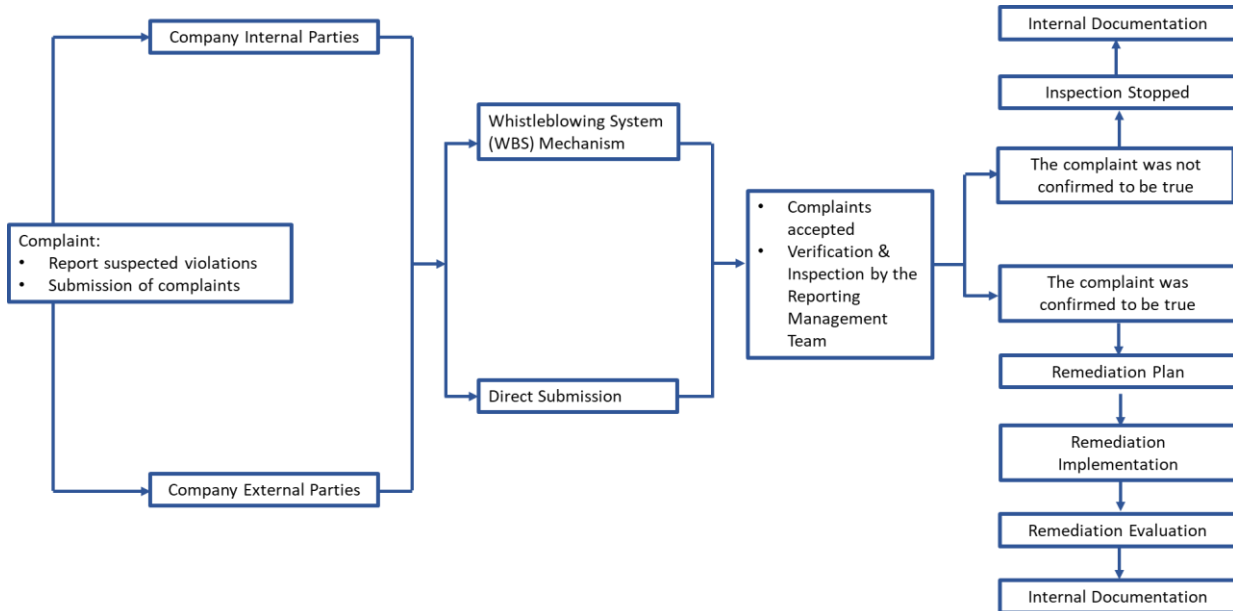 Company Internal Parties
Complaint:
• Report suspected violations
• Submission of complaints
Company External Parties
Whistleblowing System
(WBS) Mechanism
Direct Submission
• Complaints
accepted
• Verification &
Inspection by the
Reporting
Management
Team
Internal Documentation
Inspection Stopped
The complaint was not
confirmed to be true
The complaint was
confirmed to be true
Remediation Plan
Remediation
Implementation
Remediation Evaluation
Internal Documentation